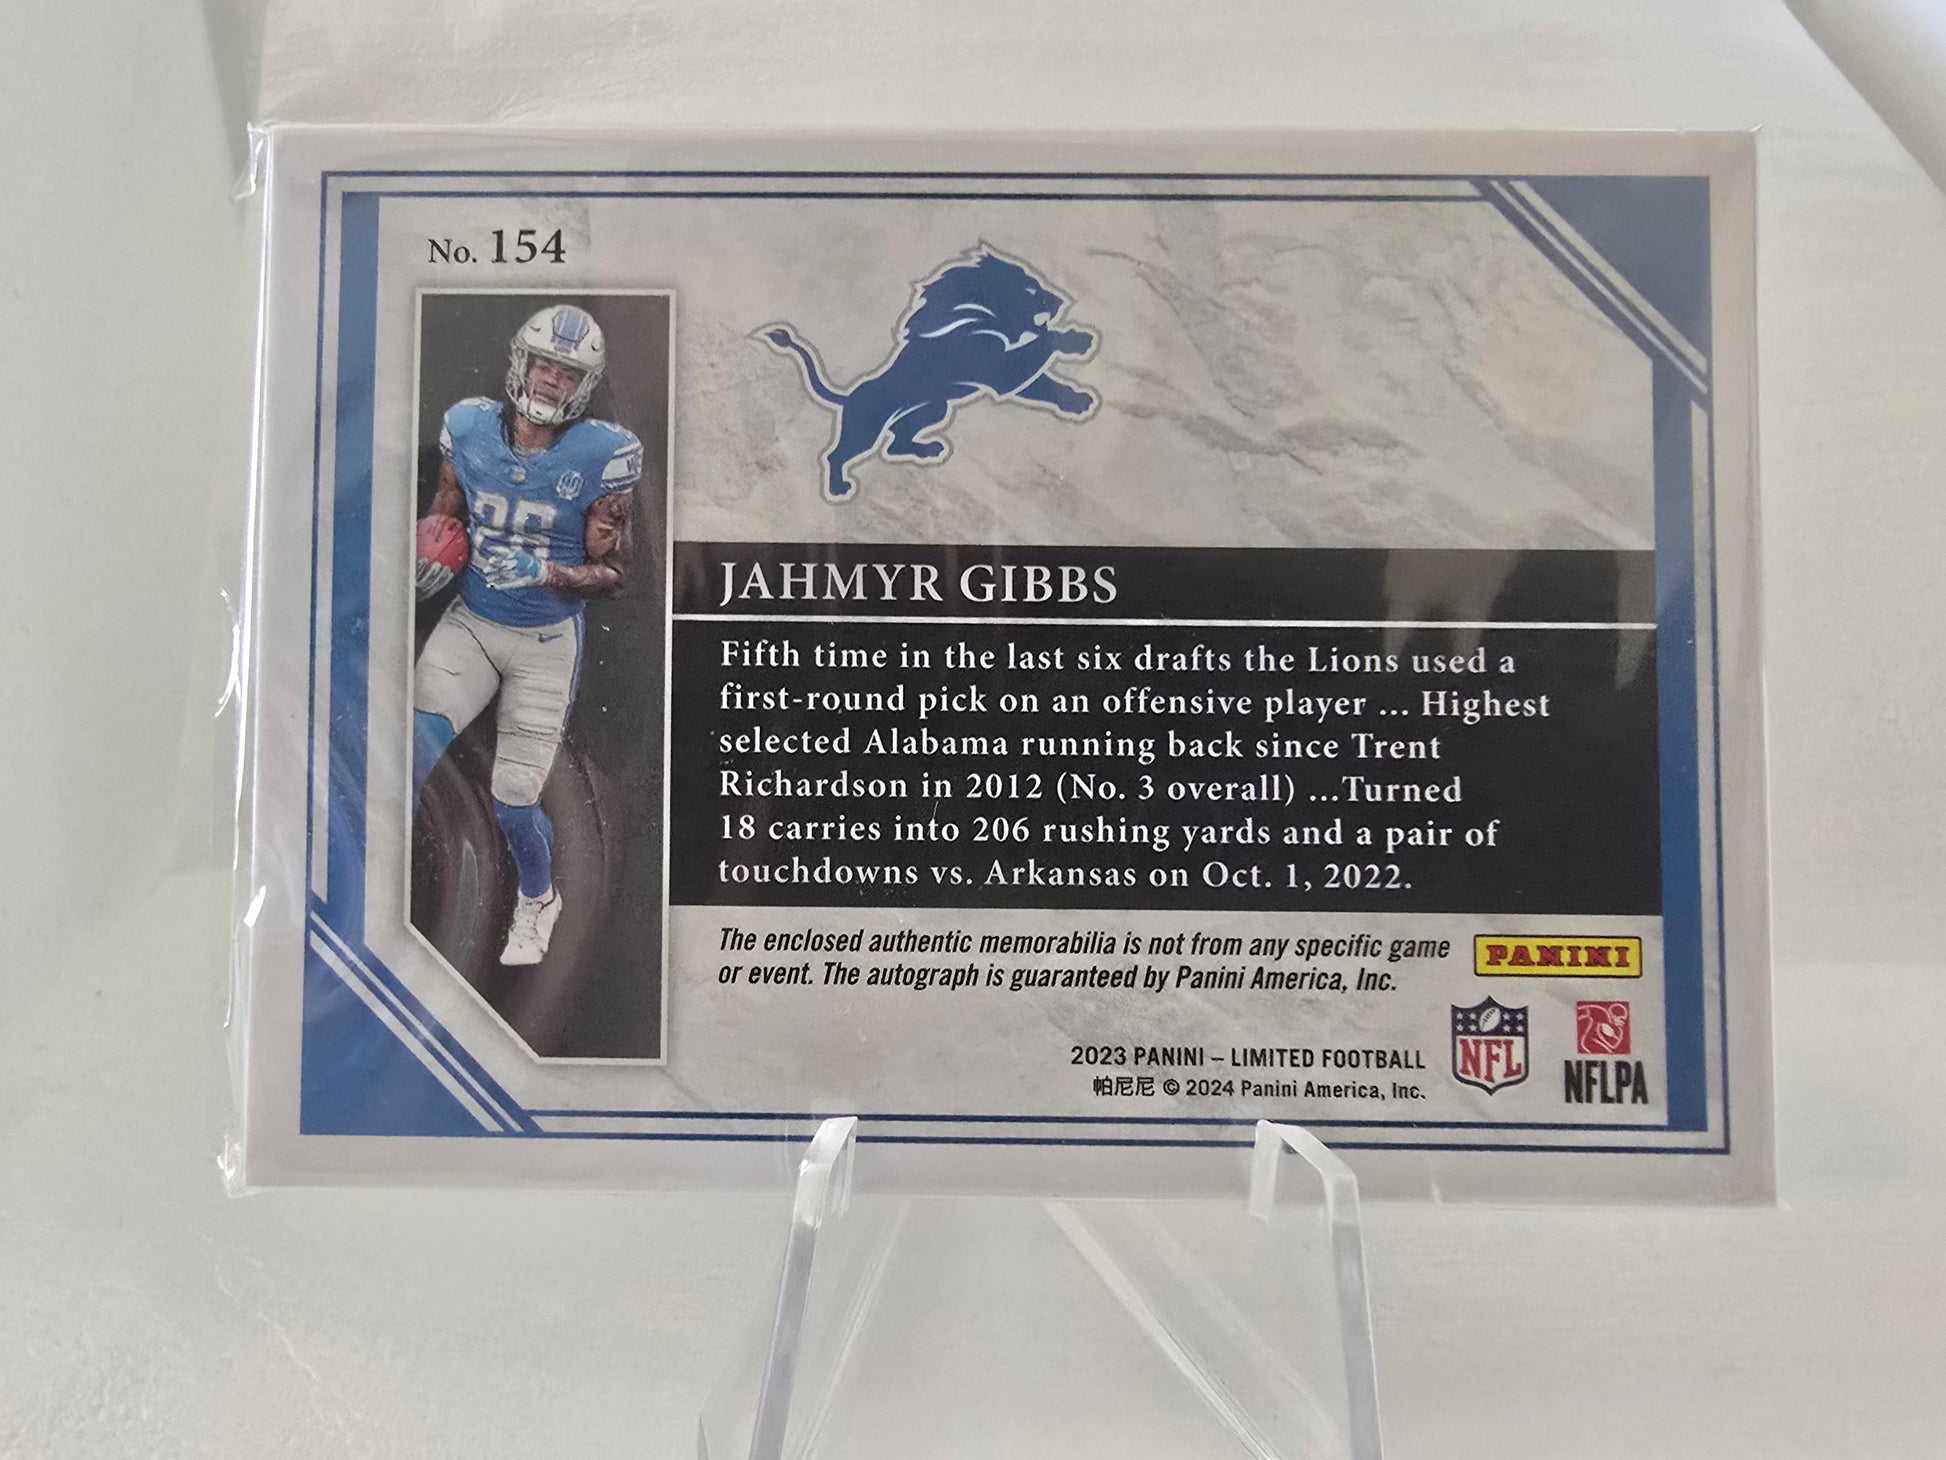 No. 154
26
JAHMYR GIBBS
Fifth time in the last six drafts the Lions used a
first-round pick on an offensive player ... Highest
selected Alabama running back since Trent
Richardson in 2012 (No. 3 overall) ...Turned
18 carries into 206 rushing yards and a pair of
touchdowns vs. Arkansas on Oct. 1, 2022.
The enclosed authentic memorabilia is not from any specific game
or event. The autograph is guaranteed by Panini America, Inc.
PANINI
2023 PANINI – LIMITED FOOTBALL
帕尼尼 © 2024 Panini America, Inc.
NFL
NFLPA